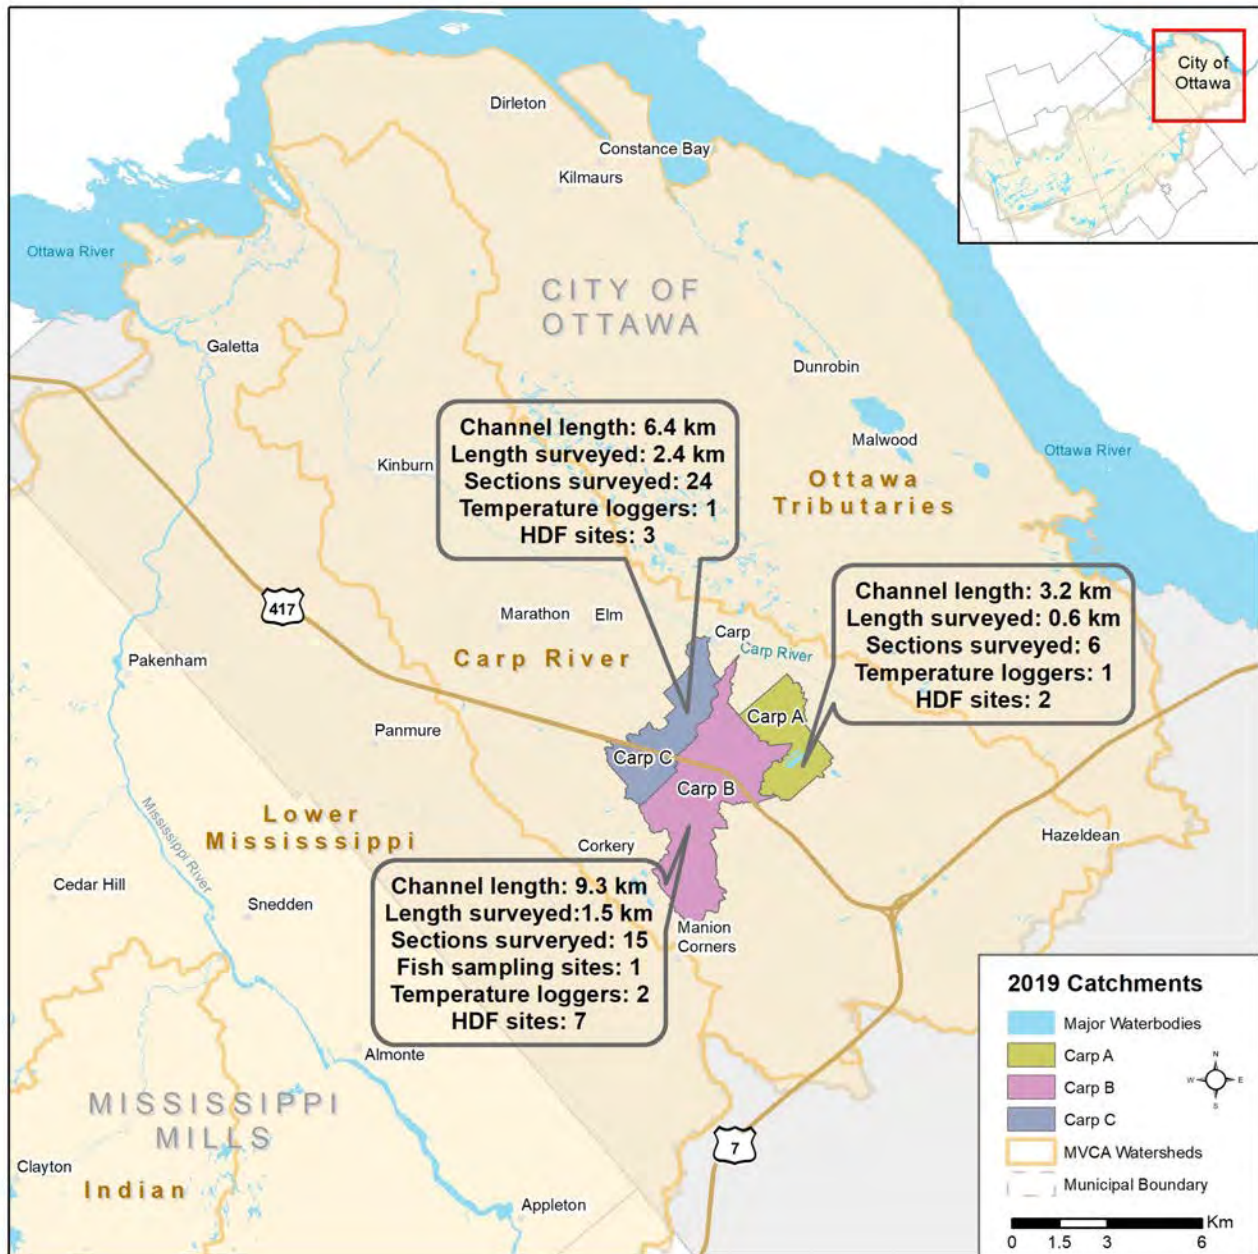 City of
Ottawa
Dirleton
Constance Bay
Kilmaurs
Ottawa River
CITY OF
OTTAWA
Galetta
Dunrobin
Channel length: 6.4 km
Length surveyed: 2.4 km
Sections surveyed: 24
Temperature loggers: 1
HDF sites: 3
Malwood
Ottawa River
Kinburn
Ottawa
Tributaries
417
Channel length: 3.2 km
Length surveyed: 0.6 km
Sections surveyed: 6
Temperature loggers: 1
HDF sites: 2
Marathon
Elm
Carp
Carp River
Carp River
Pakenham
Panmure
Carp A
Carp C
Carp B
Lower
Mississsippi
Mississippi River
Corkery
Hazeldean
Cedar Hill
Snedden
Channel length: 9.3 km
Length surveyed:1.5 km
Sections surveryed: 15
Fish sampling sites: 1
Temperature loggers: 2
HDF sites: 7
Manion
Corners
Almonte
MISSISSIPPI
MILLS
7
Clayton
Indian
Appleton
2019 Catchments
Major Waterbodies
Carp A
Carp B
Carp C
MVCA Watersheds
Municipal Boundary
N
W
E
S
Km
0 1.5 3 6